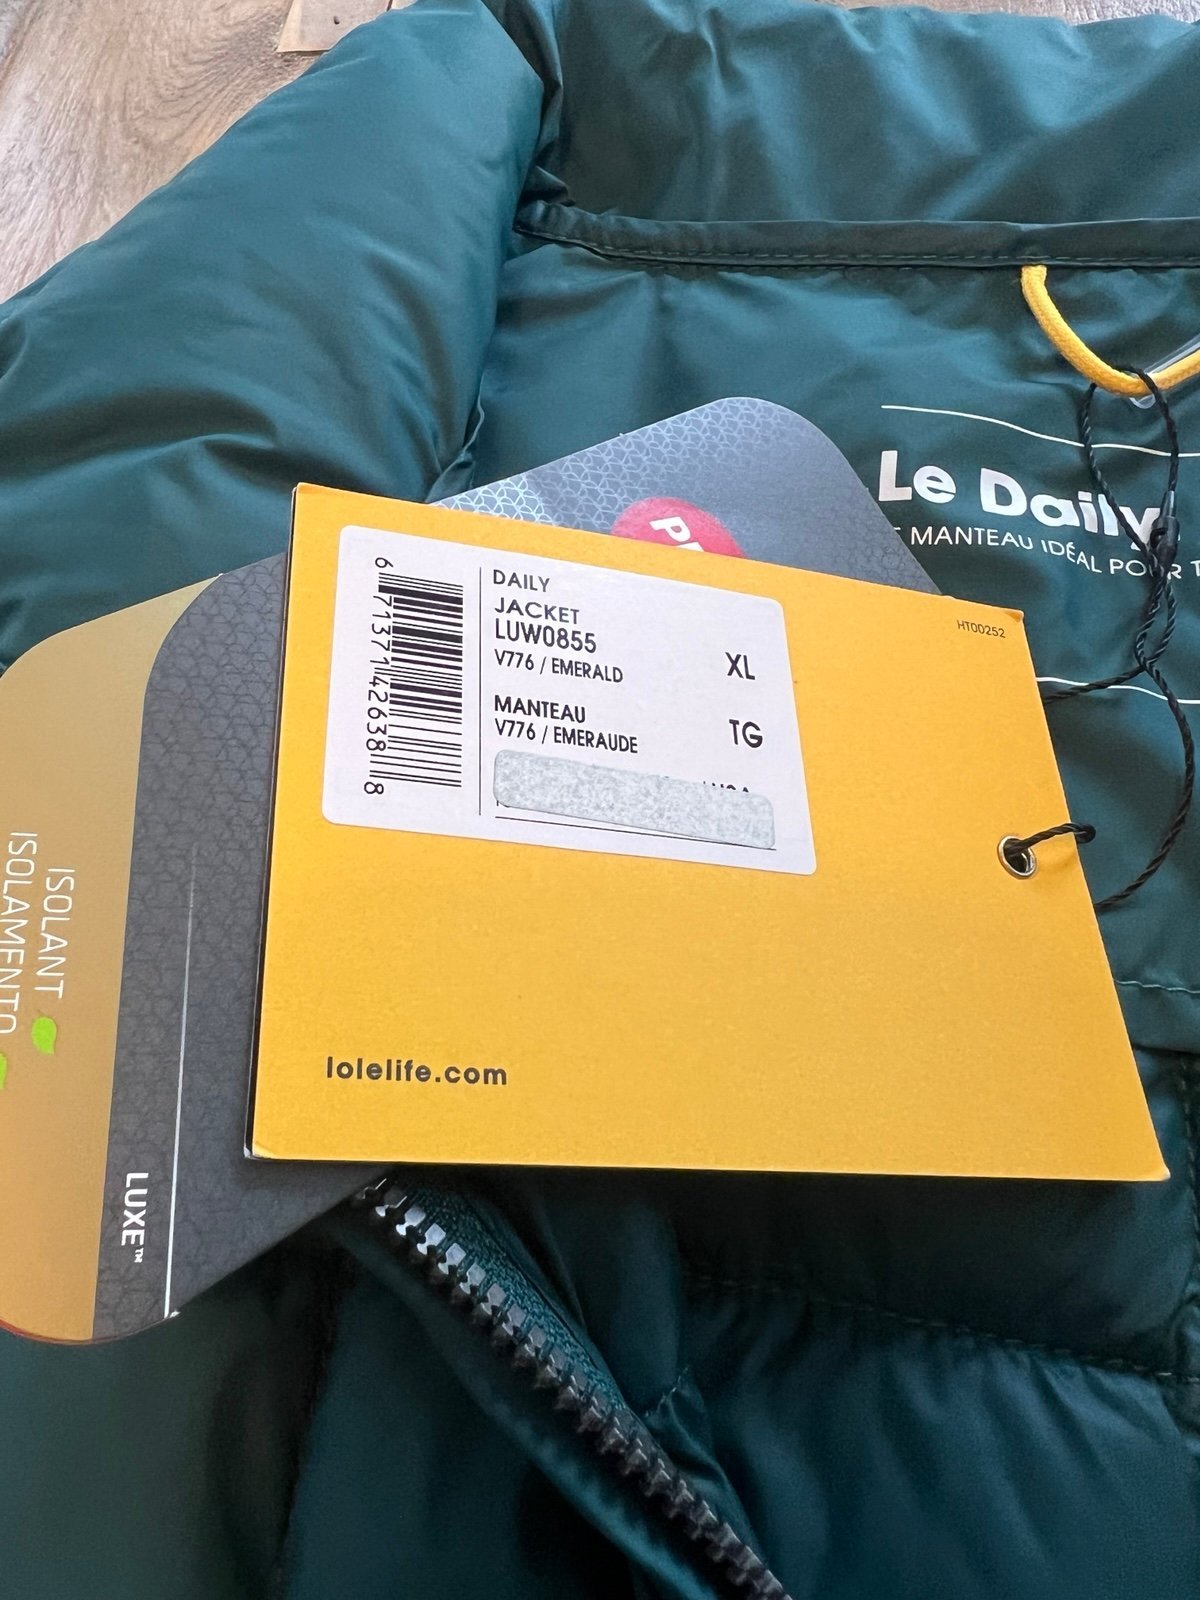 Le Daily
MANTEAU IDÉAL POUR T
DAILY
JACKET
LUW0855
V776 / EMERALD
XL
MANTEAU
V776 / EMERAUDE
TG
6 71371 42638 8
HT00252
lolelife.com
ISOLANT
ISOLAMENTO
LUXE™